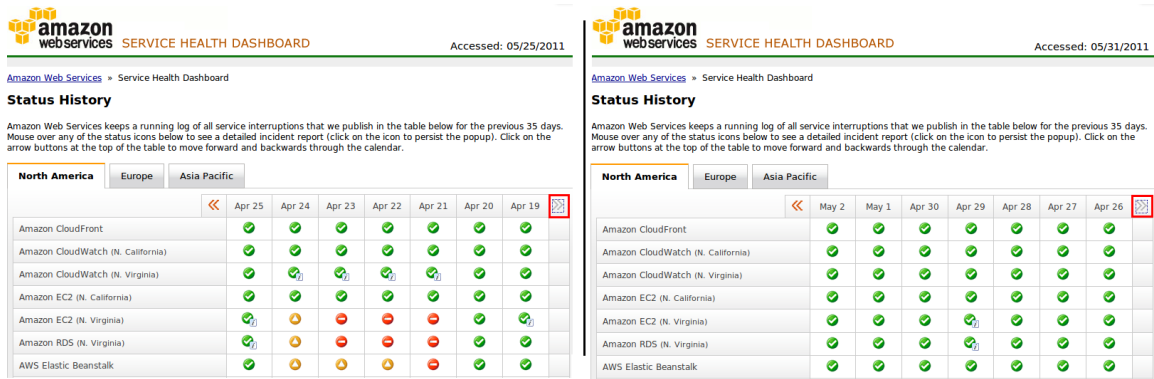 amazon
webservices SERVICE HEALTH DASHBOARD
Accessed: 05/25/2011
Amazon Web Services » Service Health Dashboard
Status History
Amazon Web Services keeps a running log of all service interruptions that we publish in the table below for the previous 35 days.
Mouse over any of the status icons below to see a detailed incident report (click on the icon to persist the popup). Click on the
arrow buttons at the top of the table to move forward and backwards through the calendar.
North America Europe Asia Pacific
Apr 25 Apr 24 Apr 23 Apr 22 Apr 21 Apr 20 Apr 19
Amazon CloudFront
Amazon CloudWatch (N. California)
Amazon CloudWatch (N. Virginia)
Amazon EC2 (N. California)
Amazon EC2 (N. Virginia)
Amazon RDS (N. Virginia)
AWS Elastic Beanstalk
amazon
webservices SERVICE HEALTH DASHBOARD
Accessed: 05/31/2011
Amazon Web Services » Service Health Dashboard
Status History
Amazon Web Services keeps a running log of all service interruptions that we publish in the table below for the previous 35 days.
Mouse over any of the status icons below to see a detailed incident report (click on the icon to persist the popup). Click on the
arrow buttons at the top of the table to move forward and backwards through the calendar.
North America Europe Asia Pacific
May 2 May 1 Apr 30 Apr 29 Apr 28 Apr 27 Apr 26
Amazon CloudFront
Amazon CloudWatch (N. California)
Amazon CloudWatch (N. Virginia)
Amazon EC2 (N. California)
Amazon EC2 (N. Virginia)
Amazon RDS (N. Virginia)
AWS Elastic Beanstalk